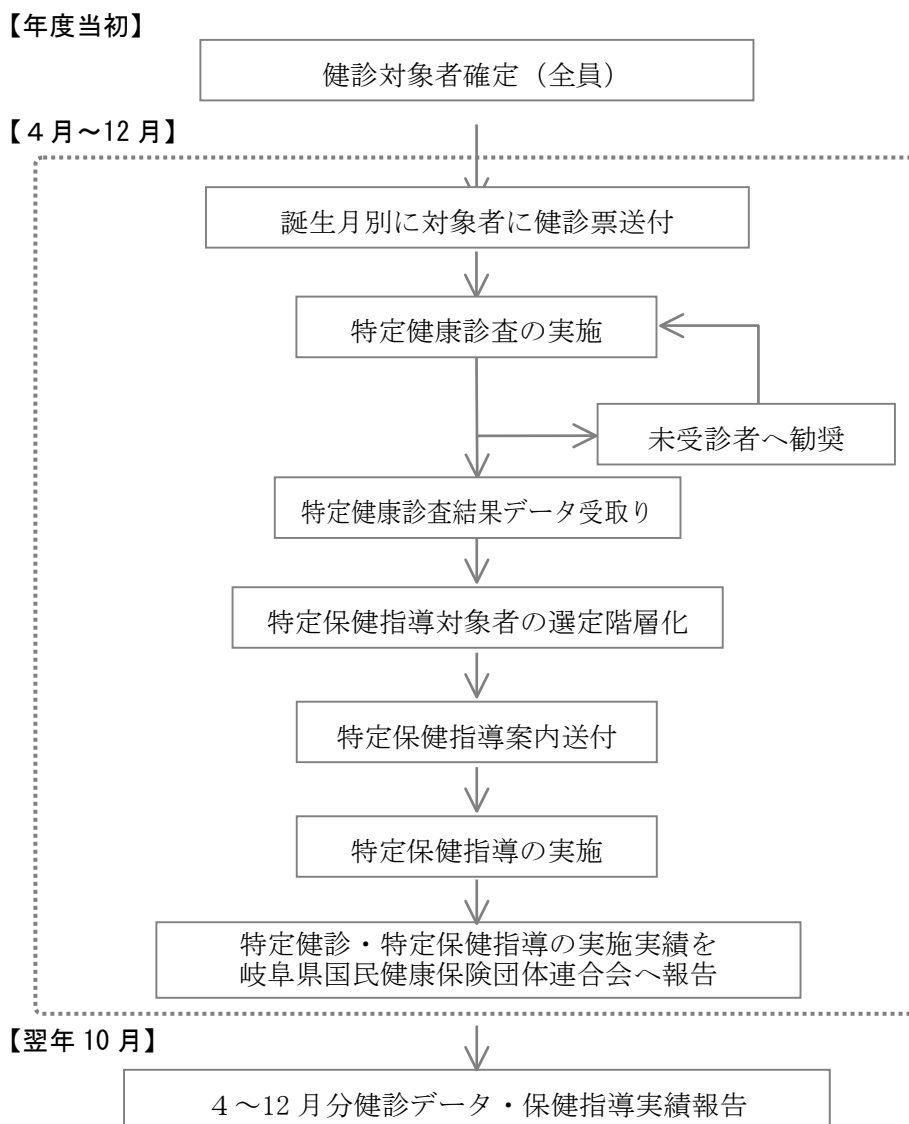 【年度当初】
健診対象者確定（全員）
【４月～12月】
誕生月別に対象者に健診票送付
特定健康診査の実施
未受診者へ勧奨
特定健康診査結果データ受取り
特定保健指導対象者の選定階層化
特定保健指導案内送付
特定保健指導の実施
特定健診・特定保健指導の実施実績を
岐阜県国民健康保険団体連合会へ報告
【翌年10月】
４～12月分健診データ・保健指導実績報告